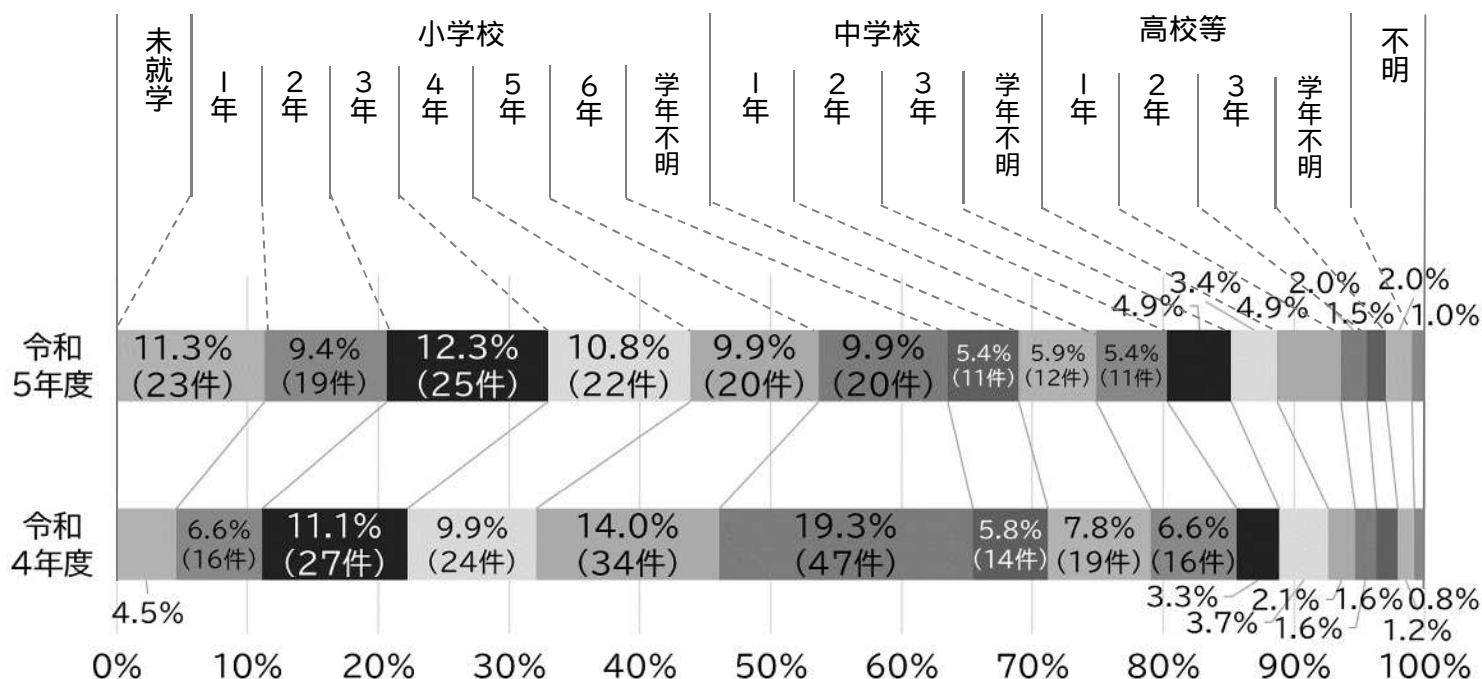 未就学
小学校
中学校
高校等
不明
1年
2年
3年
4年
5年
6年
学年不明
1年
2年
3年
学年不明
1年
2年
3年
学年不明
4.9%
3.4%
4.9%
2.0%
1.5%
2.0%
1.0%
令和
5年度
11.3%
(23件)
9.4%
(19件)
12.3%
(25件)
10.8%
(22件)
9.9%
(20件)
9.9%
(20件)
5.4%
(11件)
5.9%
(12件)
5.4%
(11件)
令和
4年度
6.6%
(16件)
11.1%
(27件)
9.9%
(24件)
14.0%
(34件)
19.3%
(47件)
5.8%
(14件)
7.8%
(19件)
6.6%
(16件)
4.5%
3.3%
3.7%
2.1%
1.6%
1.6%
1.2%
0.8%
0%
10%
20%
30%
40%
50%
60%
70%
80%
90%
100%